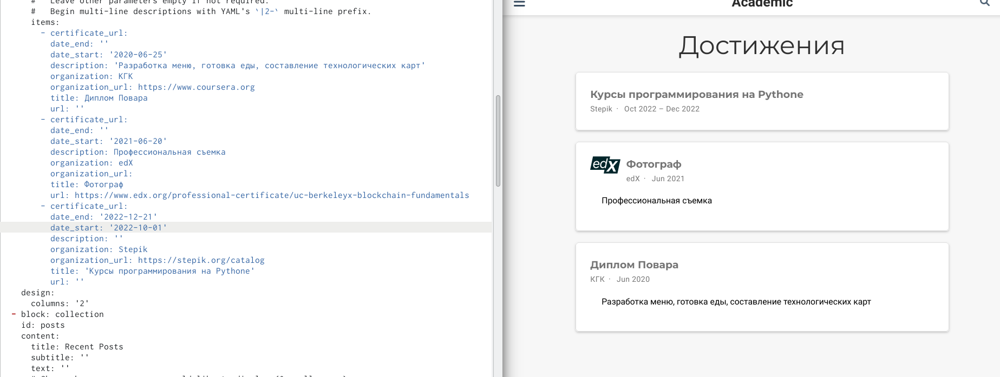 #   Leave other parameters empty if not required.
#   Begin multi-line descriptions with YAML's `|2-` multi-line prefix.
items:
- certificate_url:
date_end: ''
date_start: '2020-06-25'
description: 'Разработка меню, готовка еды, составление технологических карт'
organization: КГК
organization_url: https://www.coursera.org
title: Диплом Повара
url: ''
- certificate_url:
date_end: ''
date_start: '2021-06-20'
description: Профессиональная съемка
organization: edX
organization_url:
title: Фотограф
url: https://www.edx.org/professional-certificate/uc-berkeleyx-blockchain-fundamentals
- certificate_url:
date_end: '2022-12-21'
date_start: '2022-10-01'
description: ''
organization: Stepik
organization_url: https://stepik.org/catalog
title: 'Курсы программирования на Pythone'
url: ''
design:
columns: '2'
- block: collection
id: posts
content:
title: Recent Posts
subtitle: ''
text: ''
Academic
Достижения
Курсы программирования на Pythone
Stepik · Oct 2022 – Dec 2022
edX
Фотограф
edX · Jun 2021
Профессиональная съемка
Диплом Повара
КГК · Jun 2020
Разработка меню, готовка еды, составление технологических карт